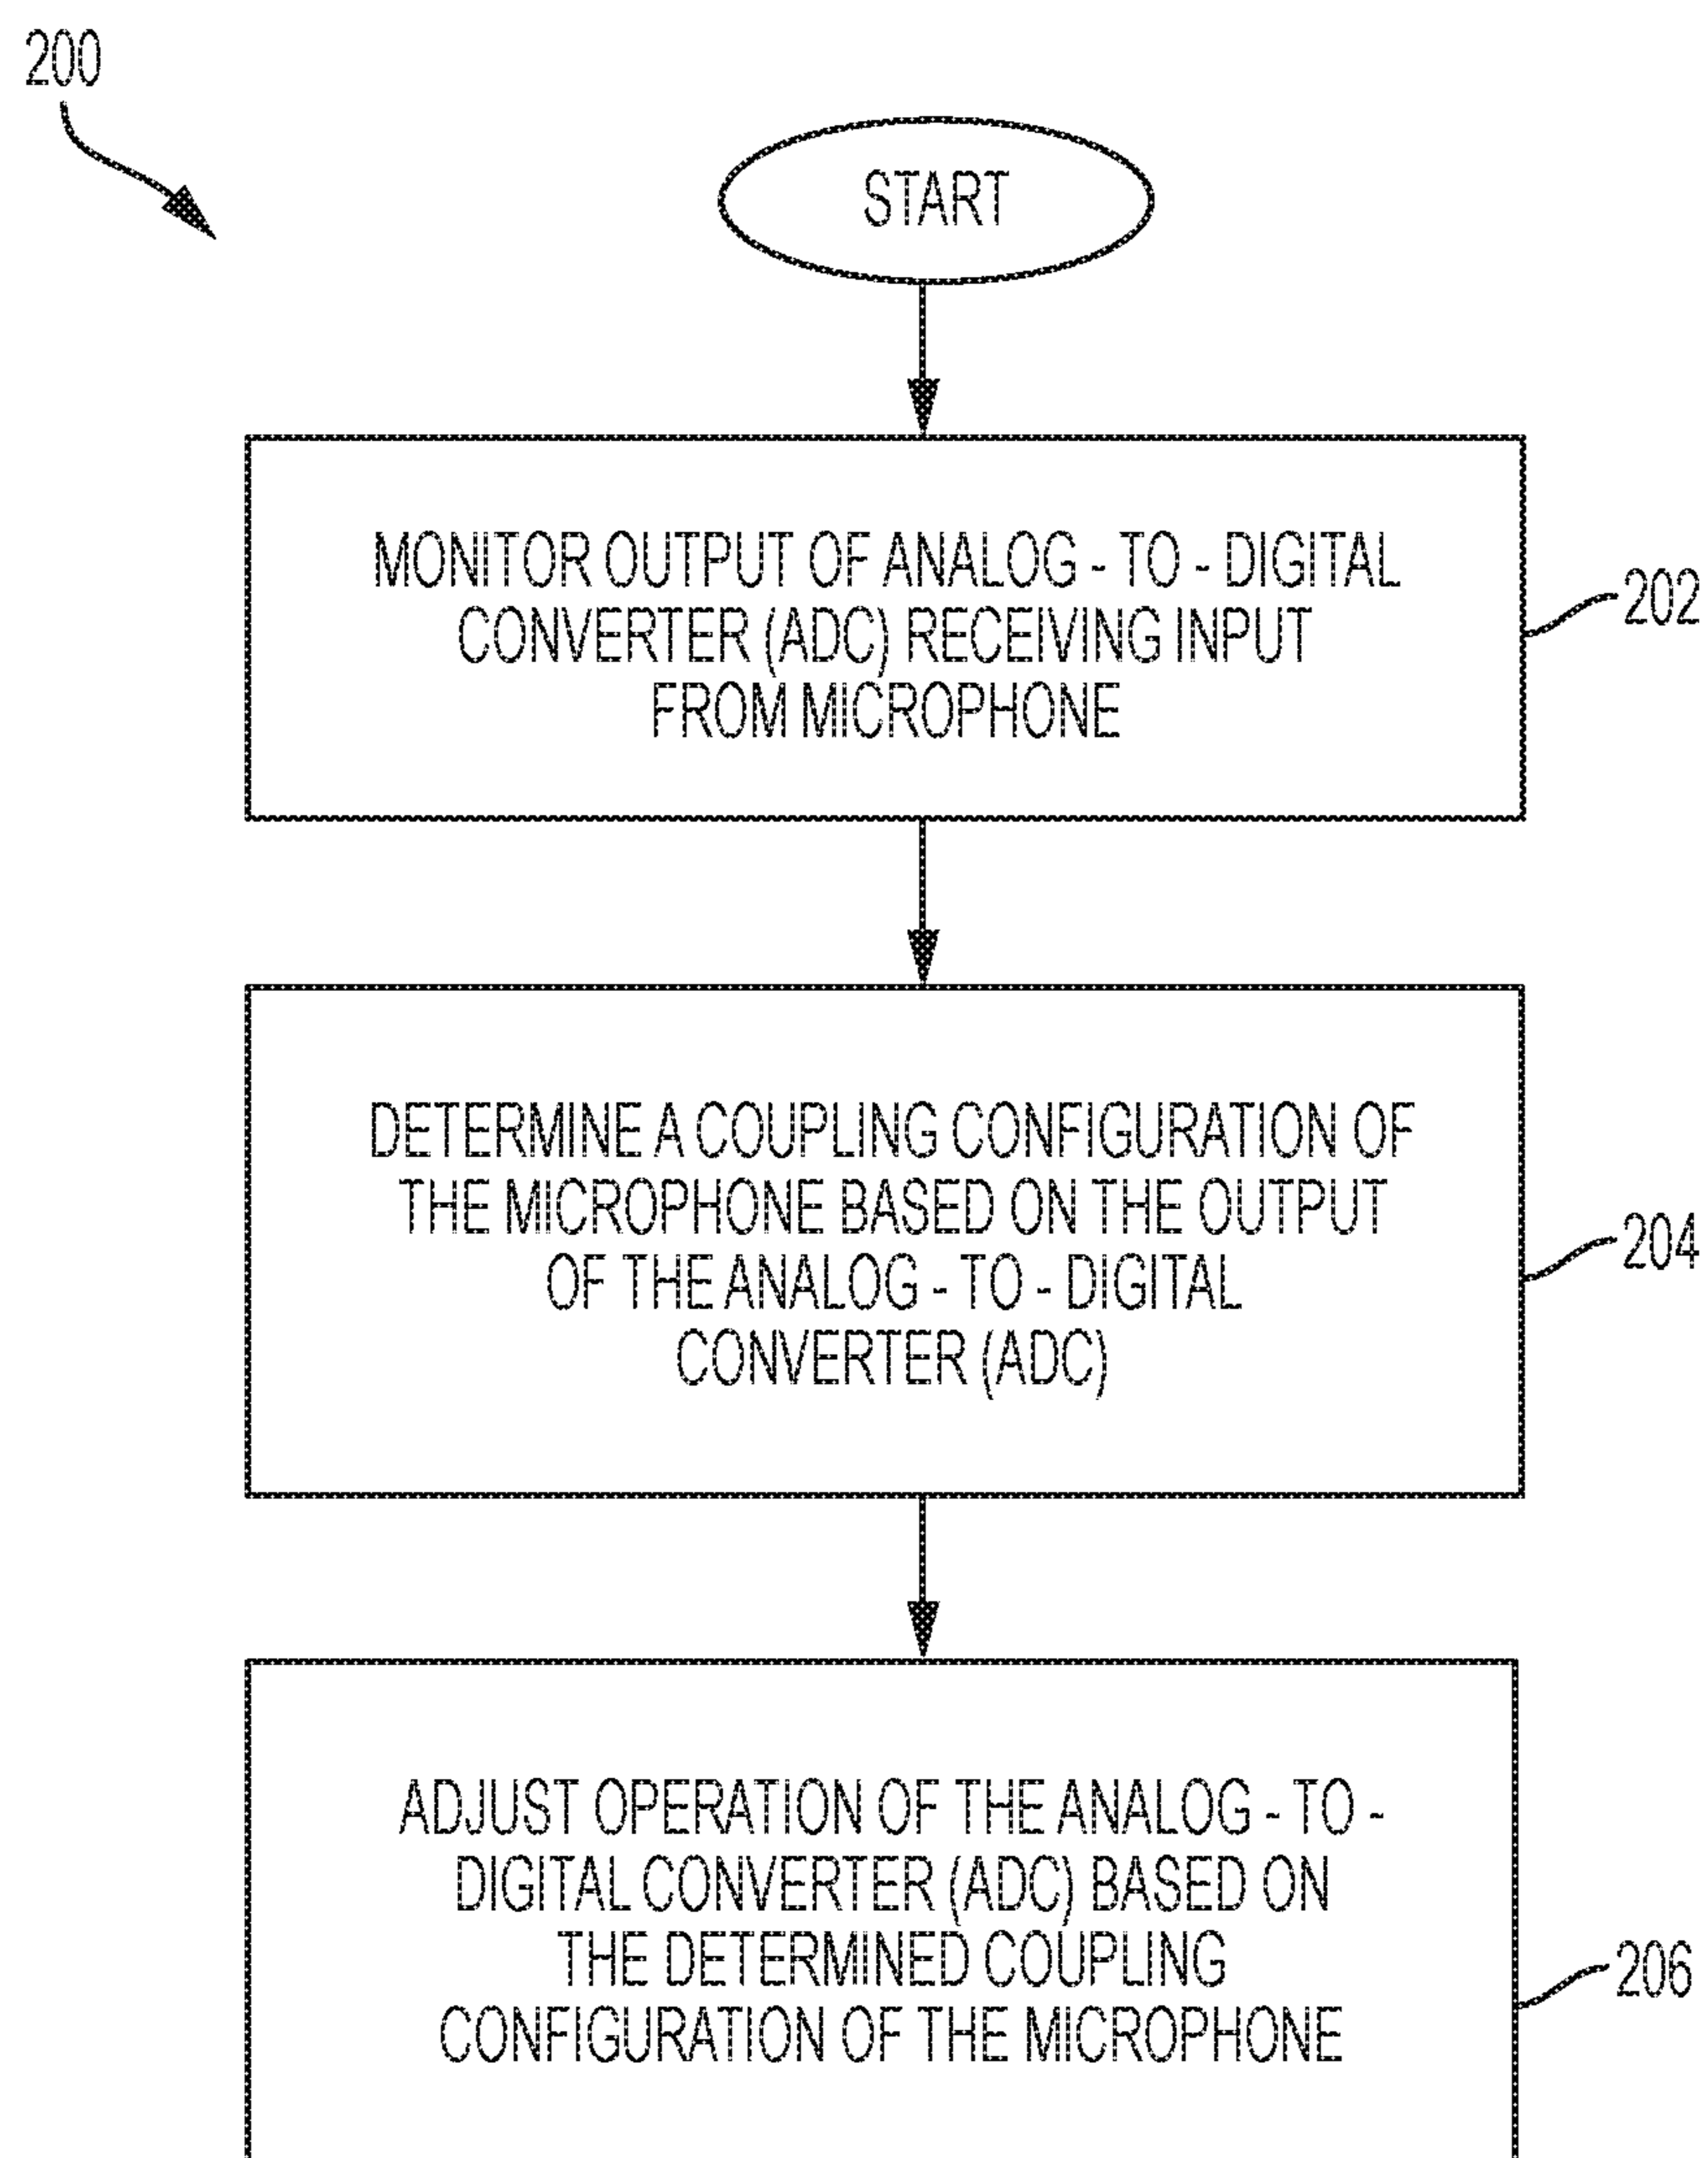 200
START
MONITOR OUTPUT OF ANALOG - TO - DIGITAL
CONVERTER (ADC) RECEIVING INPUT
FROM MICROPHONE
202
DETERMINE A COUPLING CONFIGURATION OF
THE MICROPHONE BASED ON THE OUTPUT
OF THE ANALOG - TO - DIGITAL
CONVERTER (ADC)
204
ADJUST OPERATION OF THE ANALOG - TO -
DIGITAL CONVERTER (ADC) BASED ON
THE DETERMINED COUPLING
CONFIGURATION OF THE MICROPHONE
206